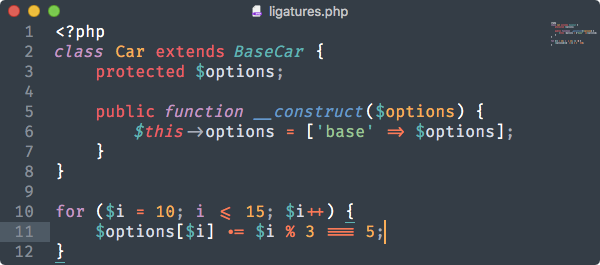 ligatures.php
1 <?php
2 class Car extends BaseCar {
3     protected $options;
4
5     public function __construct($options) {
6         $this->options = ['base' => $options];
7     }
8 }
9
10 for ($i = 10; i <= 15; $i++) {
11     $options[$i] .= $i % 3 === 5;
12 }